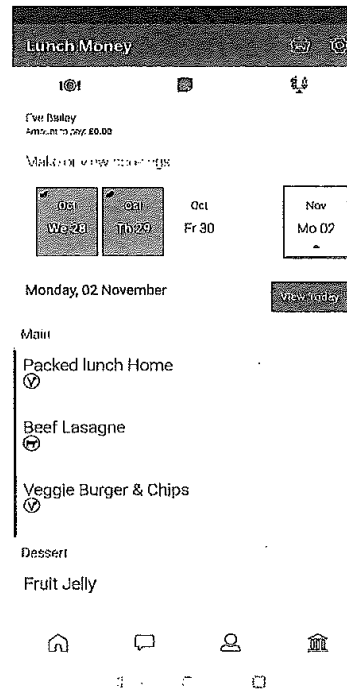 Lunch Money
Eve Bailey
Amount to pay: £0.00
Make or view
Oct
We 28
Oct
Th 29
Oct
Fr 30
Nov
Mo 02
Monday, 02 November
View Today
Main
Packed lunch Home
Beef Lasagne
Veggie Burger & Chips
Dessert
Fruit Jelly